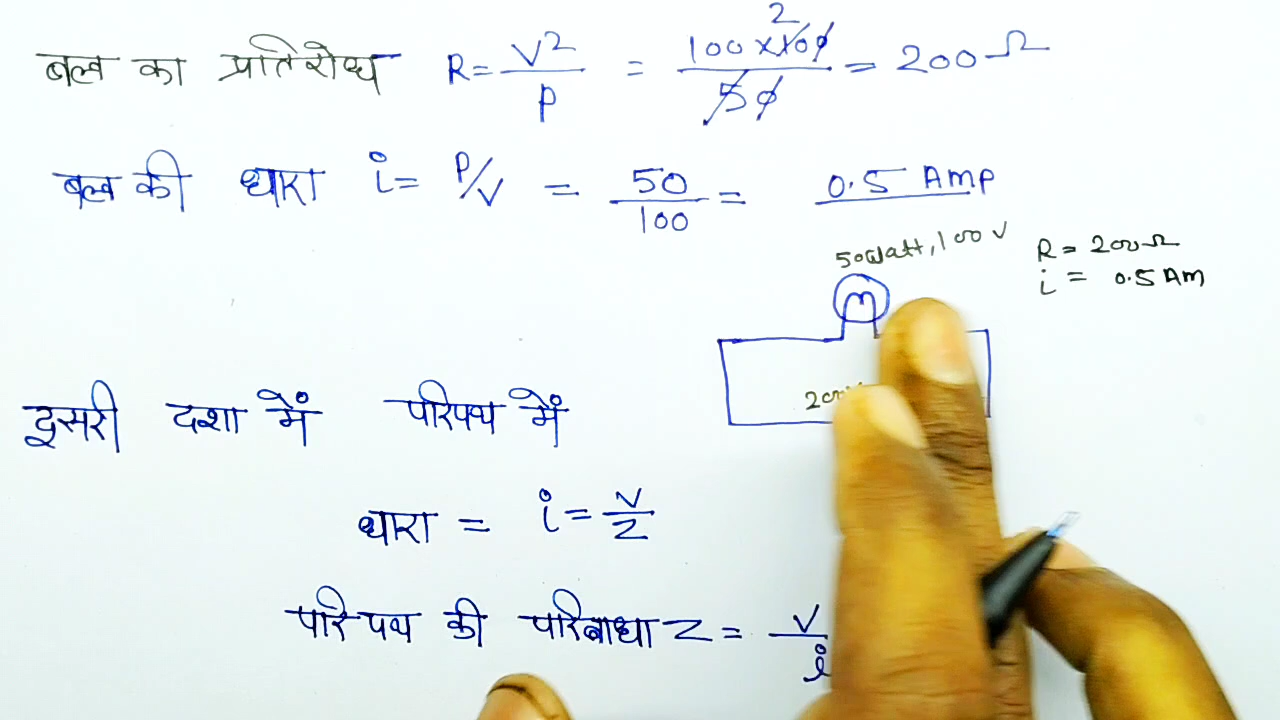 बल्ब का प्रतिरोध R = V²/P = 100 x 100/50 = 200 Ω
बल्ब की धारा i = P/V = 50/100 = 0.5 Amp
50 watt, 100 V
R = 200 Ω
i = 0.5 Am
दूसरी दशा में परिपथ में
धारा = i = V/Z
परिपथ की परिबाधा Z = V/i